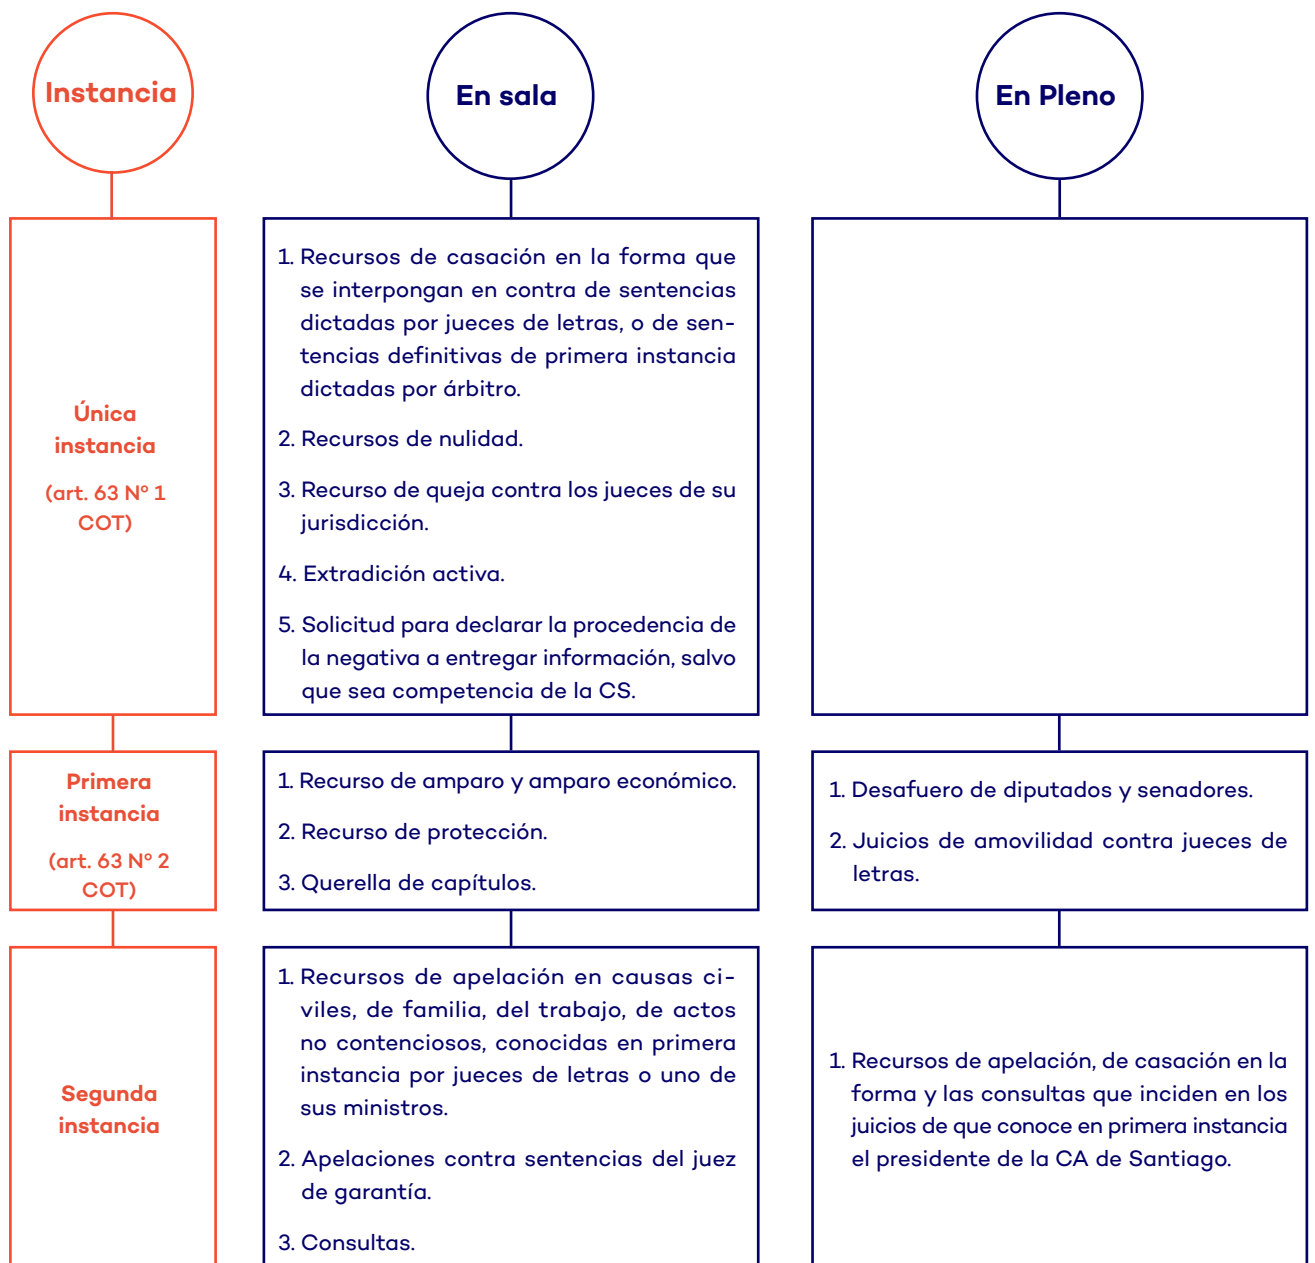 Instancia
En sala
En Pleno
Única
instancia
(art. 63 Nº 1
COT)
1. Recursos de casación en la forma que
se interpongan en contra de sentencias
dictadas por jueces de letras, o de sen-
tencias definitivas de primera instancia
dictadas por árbitro.
2. Recursos de nulidad.
3. Recurso de queja contra los jueces de su
jurisdicción.
4. Extradición activa.
5. Solicitud para declarar la procedencia de
la negativa a entregar información, salvo
que sea competencia de la CS.
Primera
instancia
(art. 63 Nº 2
COT)
1. Recurso de amparo y amparo económico.
2. Recurso de protección.
3. Querella de capítulos.
1. Desafuero de diputados y senadores.
2. Juicios de amovilidad contra jueces de
letras.
Segunda
instancia
1. Recursos de apelación en causas ci-
viles, de familia, del trabajo, de actos
no contenciosos, conocidas en primera
instancia por jueces de letras o uno de
sus ministros.
2. Apelaciones contra sentencias del juez
de garantía.
3. Consultas.
1. Recursos de apelación, de casación en la
forma y las consultas que inciden en los
juicios de que conoce en primera instancia
el presidente de la CA de Santiago.